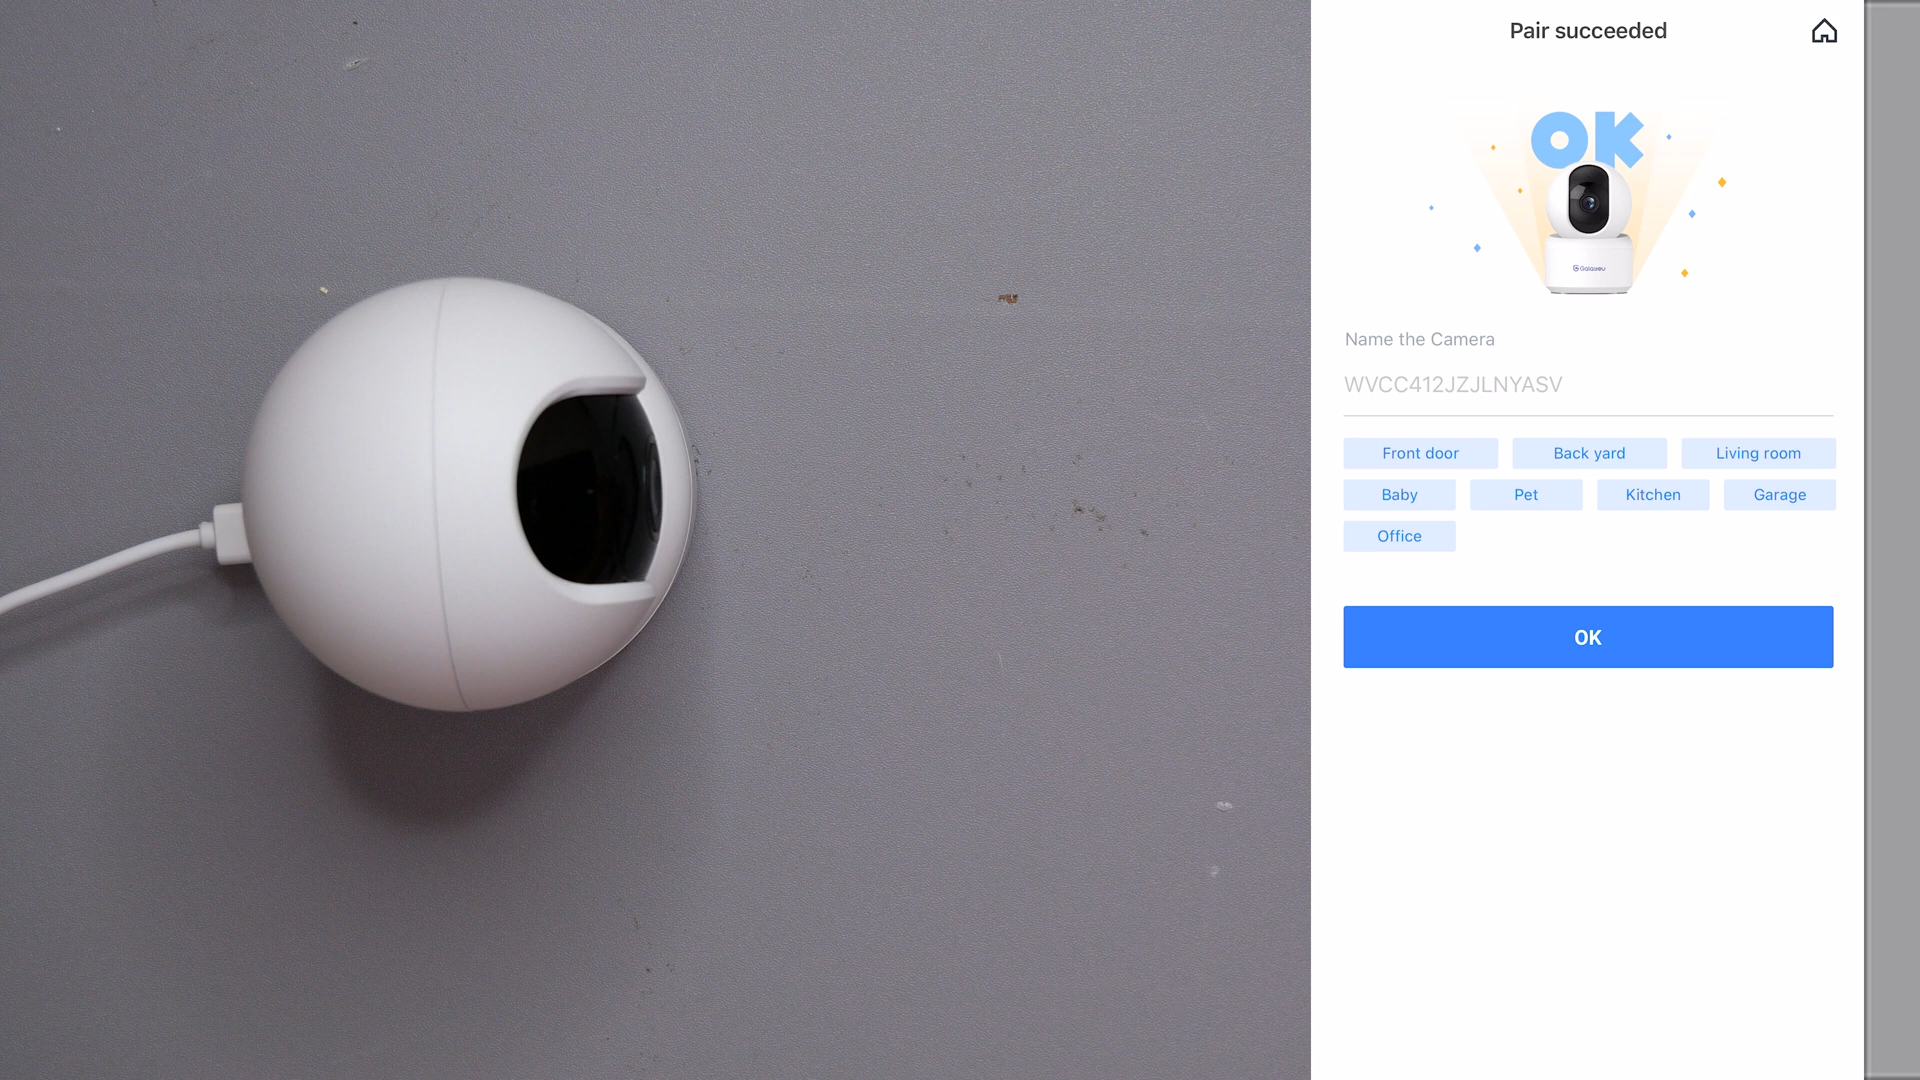 Pair succeeded
OK
Galayou
Name the Camera
WVCC412JZJLNYASV
Front door Back yard Living room
Baby Pet Kitchen Garage
Office
OK